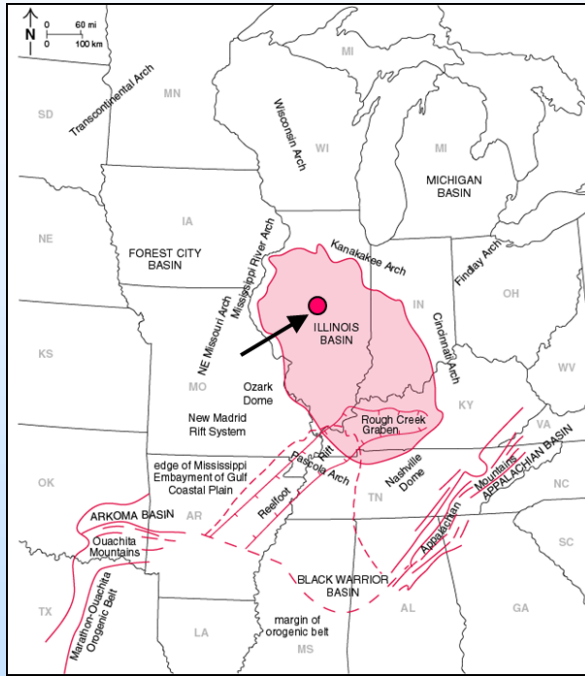 N
0 60 mi
0 100 km
MN
MI
SD
Transcontinental Arch
Wisconsin Arch
WI
MI
MICHIGAN
BASIN
IA
NE
FOREST CITY
BASIN
Mississippi River Arch
Kanakakee Arch
Findlay Arch
OH
IN
NE Missouri Arch
ILLINOIS
BASIN
Cincinnati Arch
KS
MO
WV
Ozark
Dome
KY
New Madrid
Rift System
Rough Creek
Graben
VA
edge of Mississippi
Embayment of Gulf
Coastal Plain
Reelfoot Rift
Pascola Arch
Nashville
Dome
TN
Appalachian Mountains
APPALACHIAN BASIN
NC
OK
ARKOMA BASIN
AR
Ouachita
Mountains
SC
BLACK WARRIOR
BASIN
TX
Marathon-Ouachita
Orogenic Belt
AL
GA
LA
margin of
orogenic belt
MS